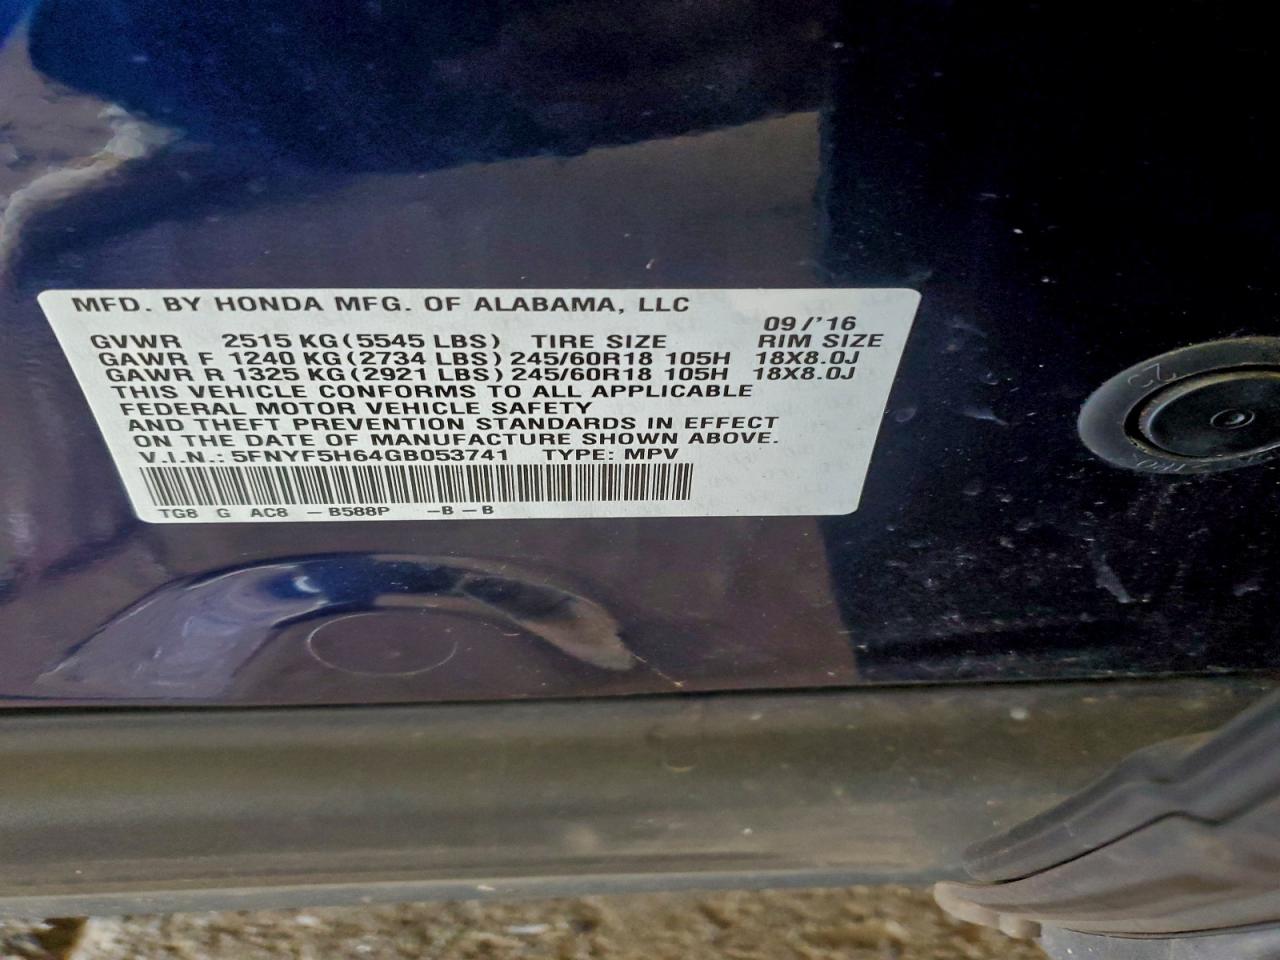 MFD. BY HONDA MFG. OF ALABAMA, LLC
09/'16
GVWR 2515 KG(5545 LBS) TIRE SIZE RIM SIZE
GAWR F 1240 KG(2734 LBS) 245/60R18 105H 18X8.0J
GAWR R 1325 KG(2921 LBS) 245/60R18 105H 18X8.0J
THIS VEHICLE CONFORMS TO ALL APPLICABLE
FEDERAL MOTOR VEHICLE SAFETY
AND THEFT PREVENTION STANDARDS IN EFFECT
ON THE DATE OF MANUFACTURE SHOWN ABOVE.
V.I.N.: 5FNYF5H64GB053741 TYPE: MPV
TG8 G AC8 – B588P –B – B